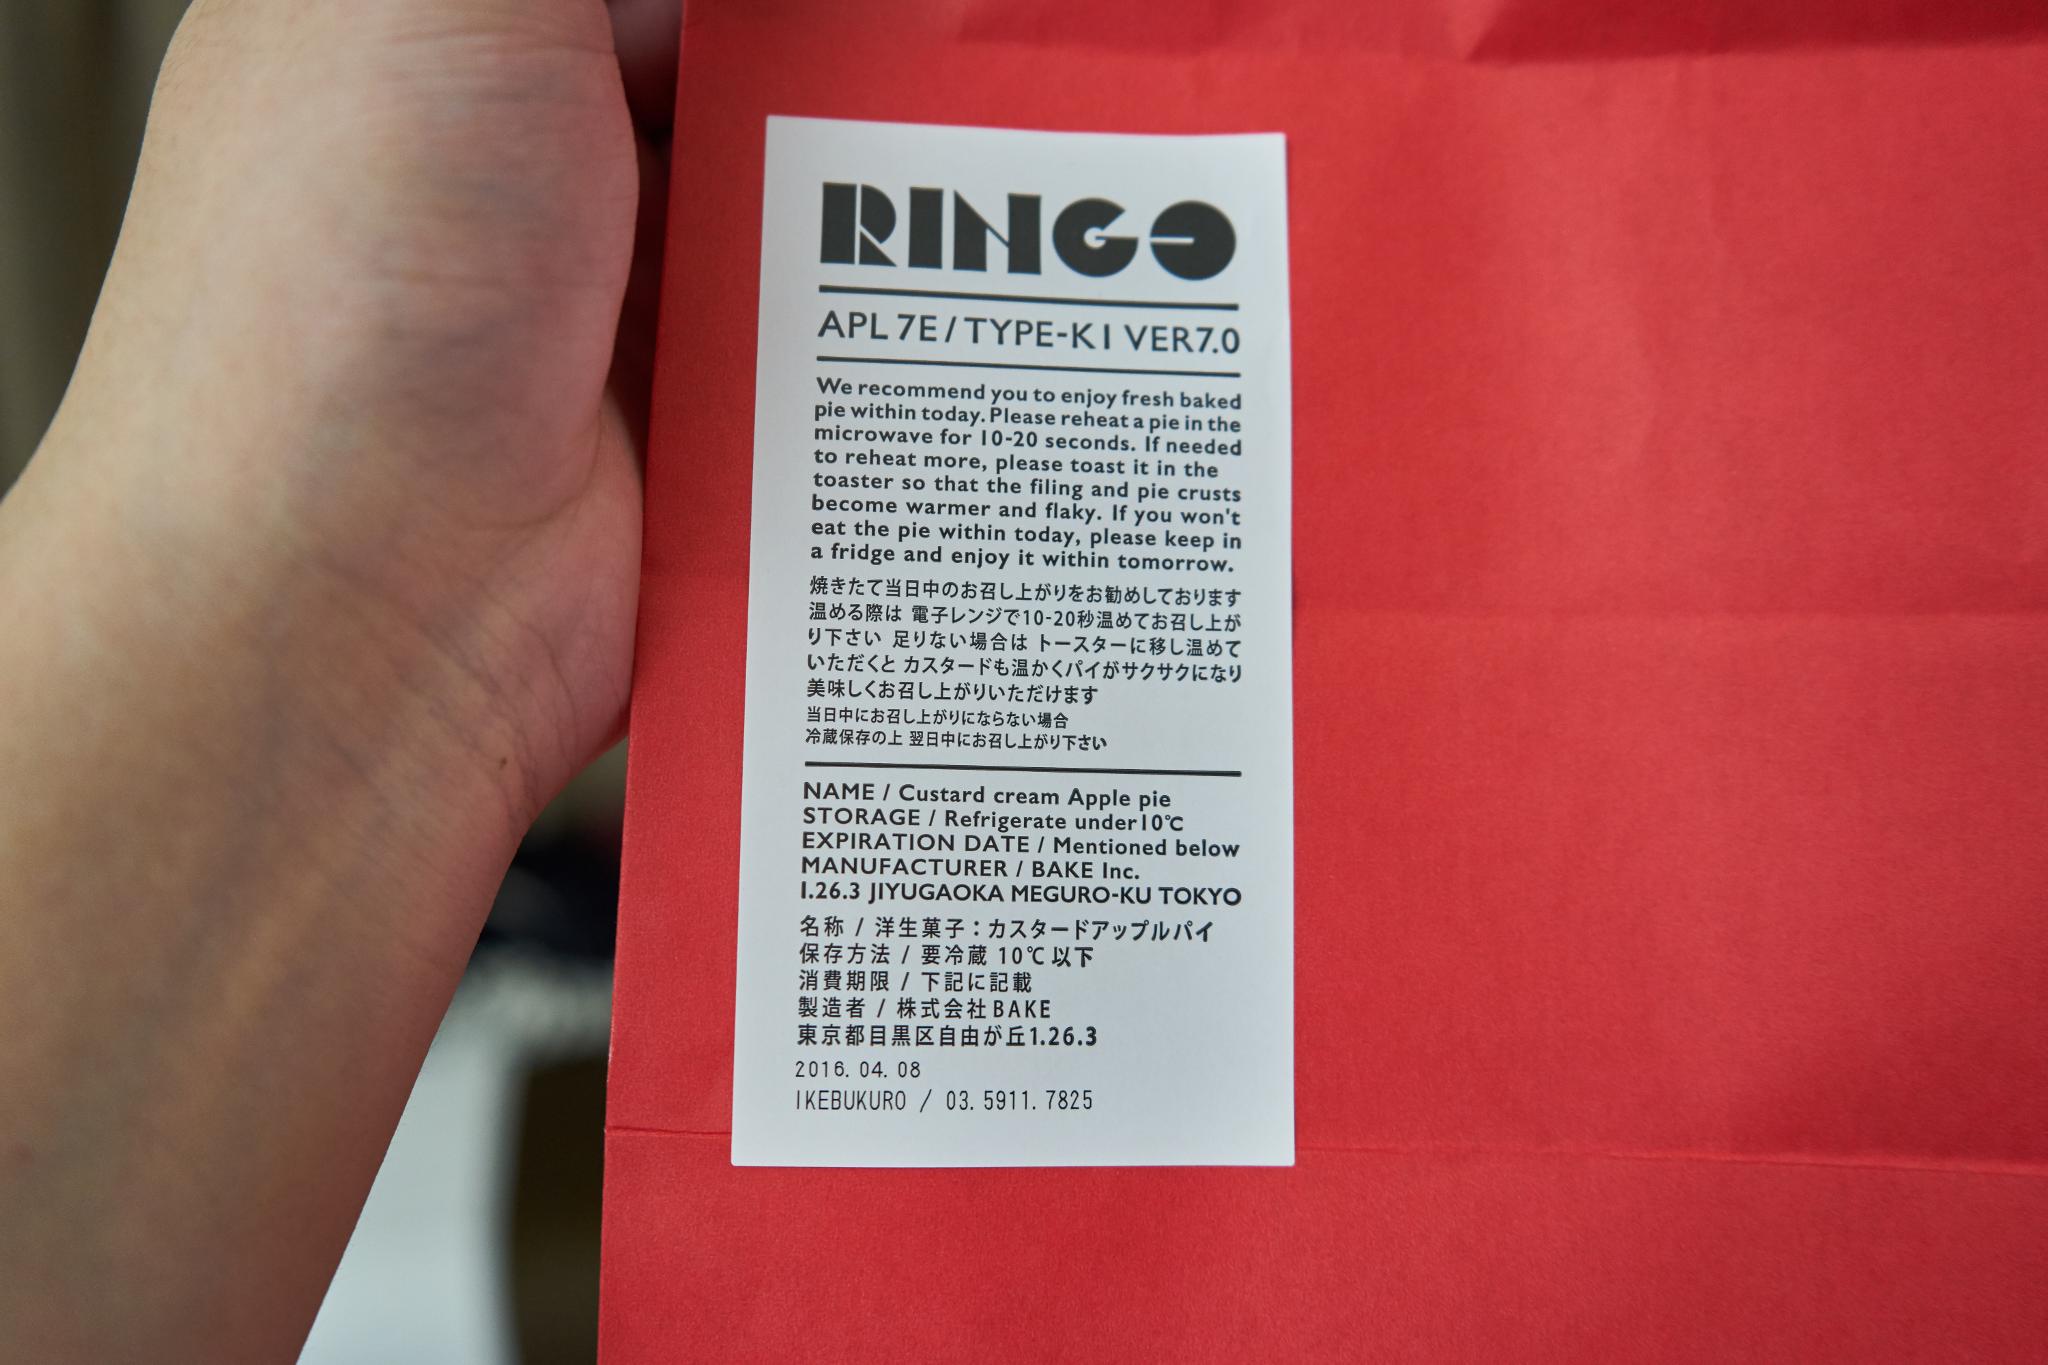 RINGO
APL 7E / TYPE-K1 VER7.0
We recommend you to enjoy fresh baked
pie within today. Please reheat a pie in the
microwave for 10-20 seconds. If needed
to reheat more, please toast it in the
toaster so that the filing and pie crusts
become warmer and flaky. If you won't
eat the pie within today, please keep in
a fridge and enjoy it within tomorrow.
焼きたて当日中のお召し上がりをお勧めしております
温める際は 電子レンジで10-20秒温めてお召し上が
り下さい 足りない場合は トースターに移し温めて
いただくと カスタードも温かくパイがサクサクになり
美味しくお召し上がりいただけます
当日中にお召し上がりにならない場合
冷蔵保存の上 翌日中にお召し上がり下さい
NAME / Custard cream Apple pie
STORAGE / Refrigerate under10℃
EXPIRATION DATE / Mentioned below
MANUFACTURER / BAKE Inc.
1.26.3 JIYUGAOKA MEGURO-KU TOKYO
名称 / 洋生菓子：カスタードアップルパイ
保存方法 / 要冷蔵 10℃以下
消費期限 / 下記に記載
製造者 / 株式会社BAKE
東京都目黒区自由が丘1.26.3
2016. 04. 08
IKEBUKURO / 03. 5911. 7825